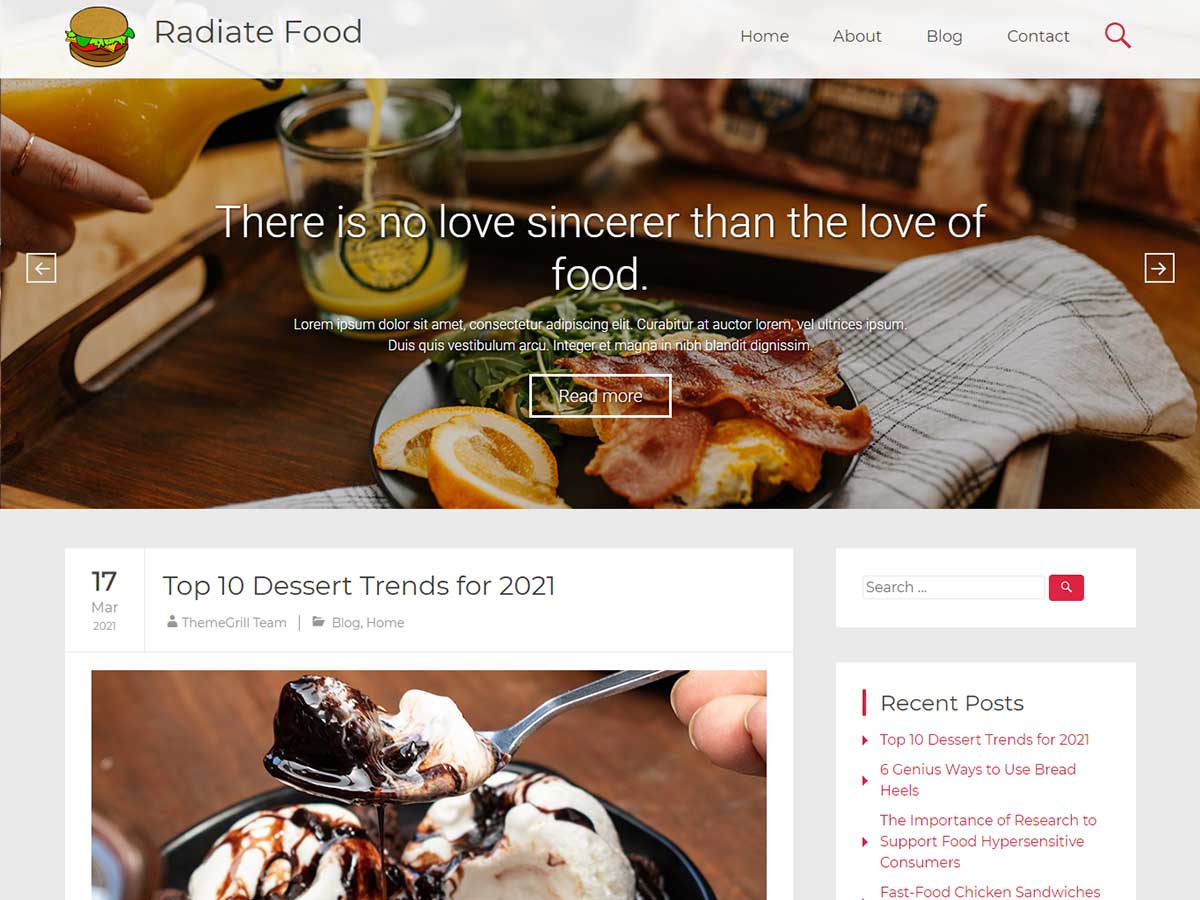 Radiate Food
Home
About
Blog
Contact
There is no love sincerer than the love of
food.
Lorem ipsum dolor sit amet, consectetur adipiscing elit. Curabitur at auctor lorem, vel ultrices ipsum.
Duis quis vestibulum arcu. Integer et magna in nibh blandit dignissim.
Read more
17
Mar
2021
Top 10 Dessert Trends for 2021
ThemeGrill Team
Blog, Home
Search ...
Recent Posts
Top 10 Dessert Trends for 2021
6 Genius Ways to Use Bread
Heels
The Importance of Research to
Support Food Hypersensitive
Consumers
Fast-Food Chicken Sandwiches